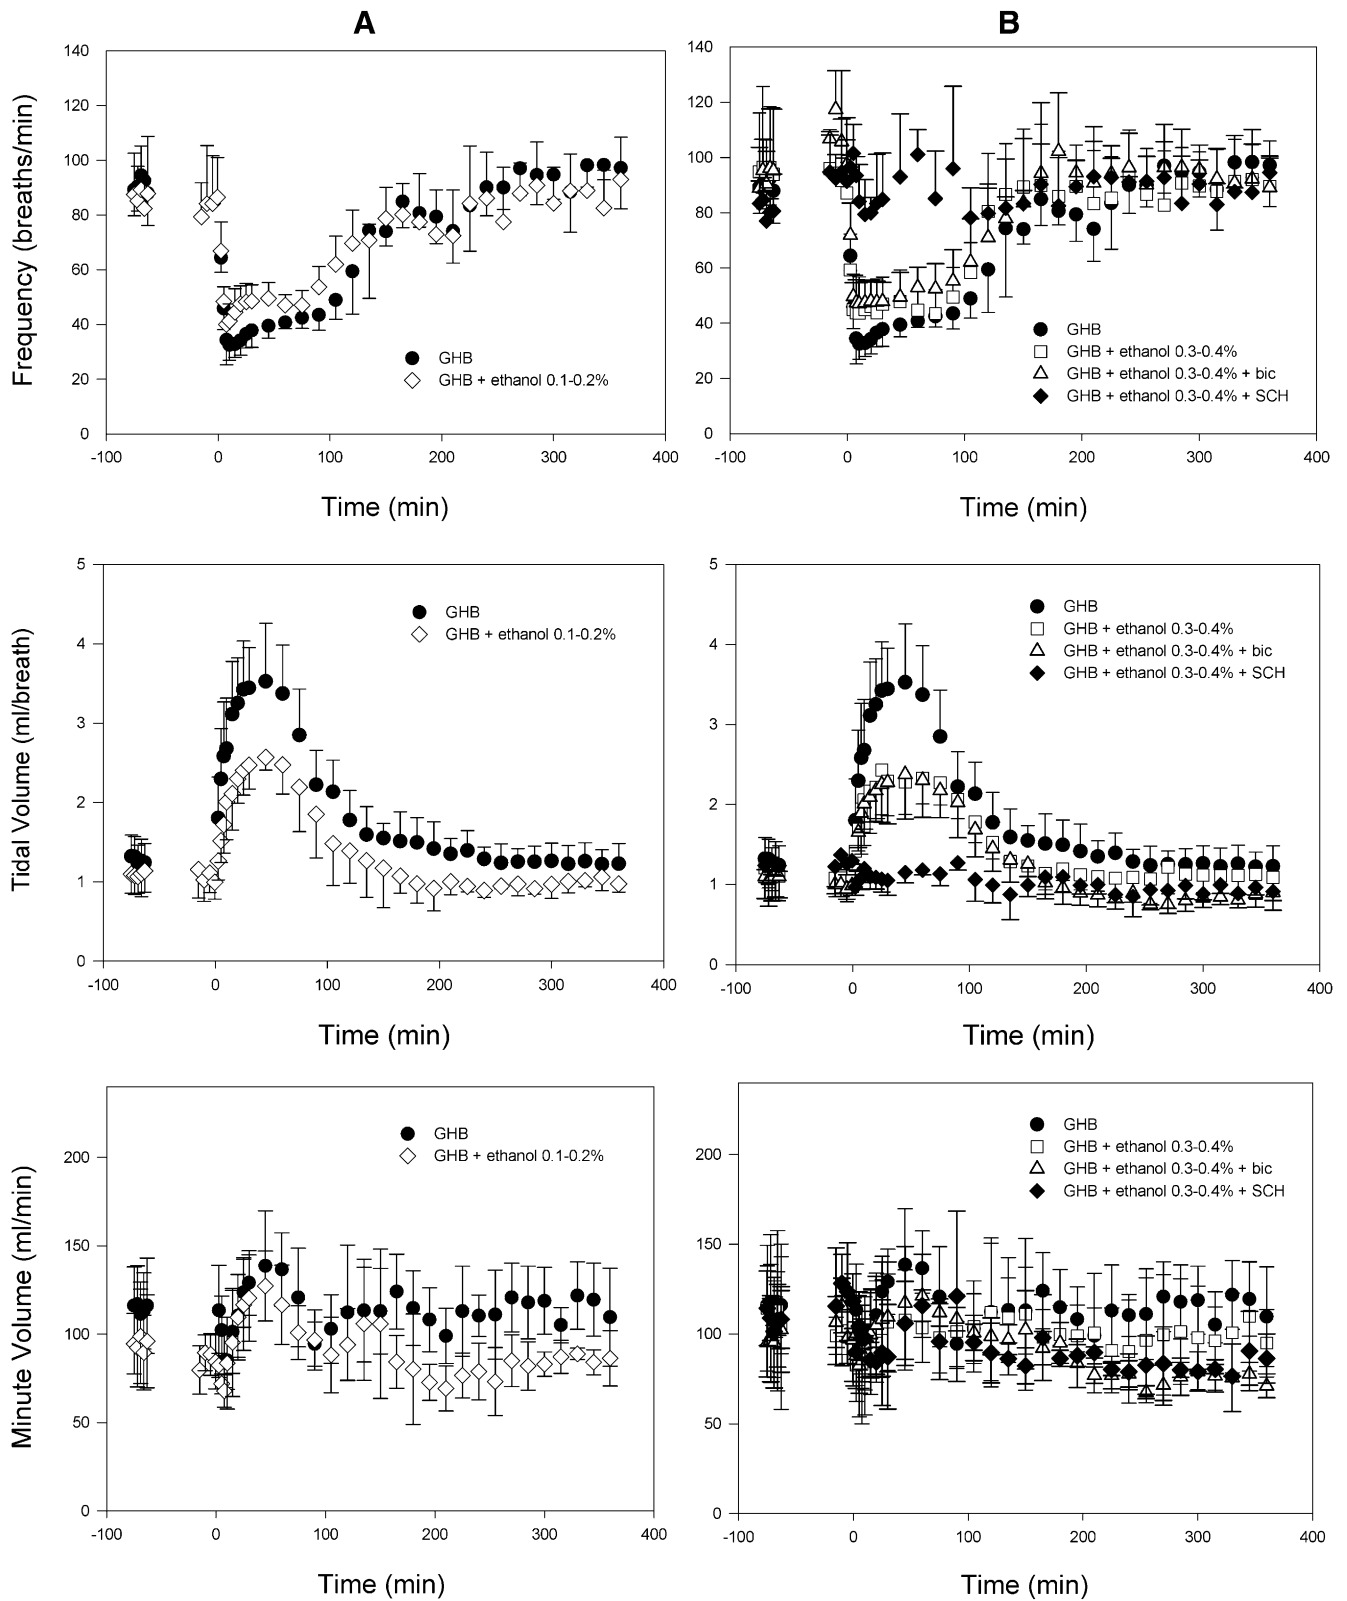 A
B
Frequency (breaths/min)
140
120
100
80
60
40
20
0
-100
0
100
200
300
400
Time (min)
GHB
GHB + ethanol 0.1-0.2%
140
120
100
80
60
40
20
0
-100
0
100
200
300
400
Time (min)
GHB
GHB + ethanol 0.3-0.4%
GHB + ethanol 0.3-0.4% + bic
GHB + ethanol 0.3-0.4% + SCH
Tidal Volume (ml/breath)
5
4
3
2
1
0
-100
0
100
200
300
400
Time (min)
GHB
GHB + ethanol 0.1-0.2%
5
4
3
2
1
0
-100
0
100
200
300
400
Time (min)
GHB
GHB + ethanol 0.3-0.4%
GHB + ethanol 0.3-0.4% + bic
GHB + ethanol 0.3-0.4% + SCH
Minute Volume (ml/min)
200
150
100
50
0
-100
0
100
200
300
400
Time (min)
GHB
GHB + ethanol 0.1-0.2%
200
150
100
50
0
-100
0
100
200
300
400
Time (min)
GHB
GHB + ethanol 0.3-0.4%
GHB + ethanol 0.3-0.4% + bic
GHB + ethanol 0.3-0.4% + SCH